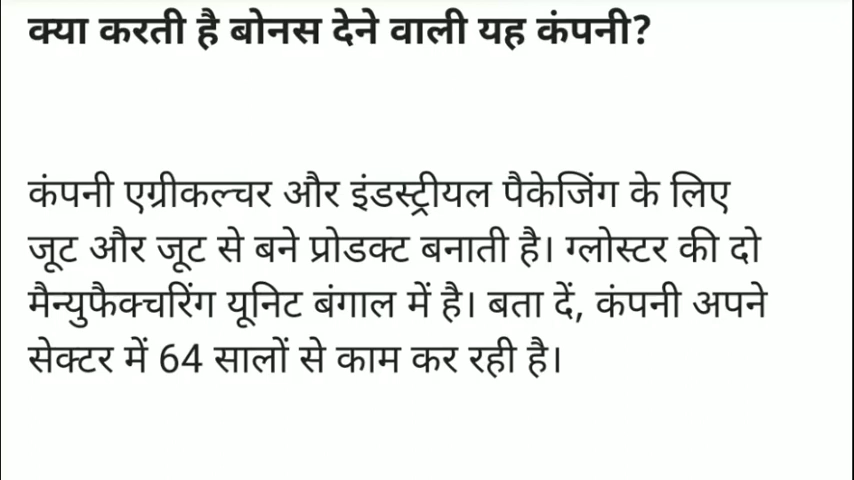 क्या करती है बोनस देने वाली यह कंपनी?
कंपनी एग्रीकल्चर और इंडस्ट्रीयल पैकेजिंग के लिए
जूट और जूट से बने प्रोडक्ट बनाती है। ग्लोस्टर की दो
मैन्युफैक्चरिंग यूनिट बंगाल में है। बता दें, कंपनी अपने
सेक्टर में 64 सालों से काम कर रही है।